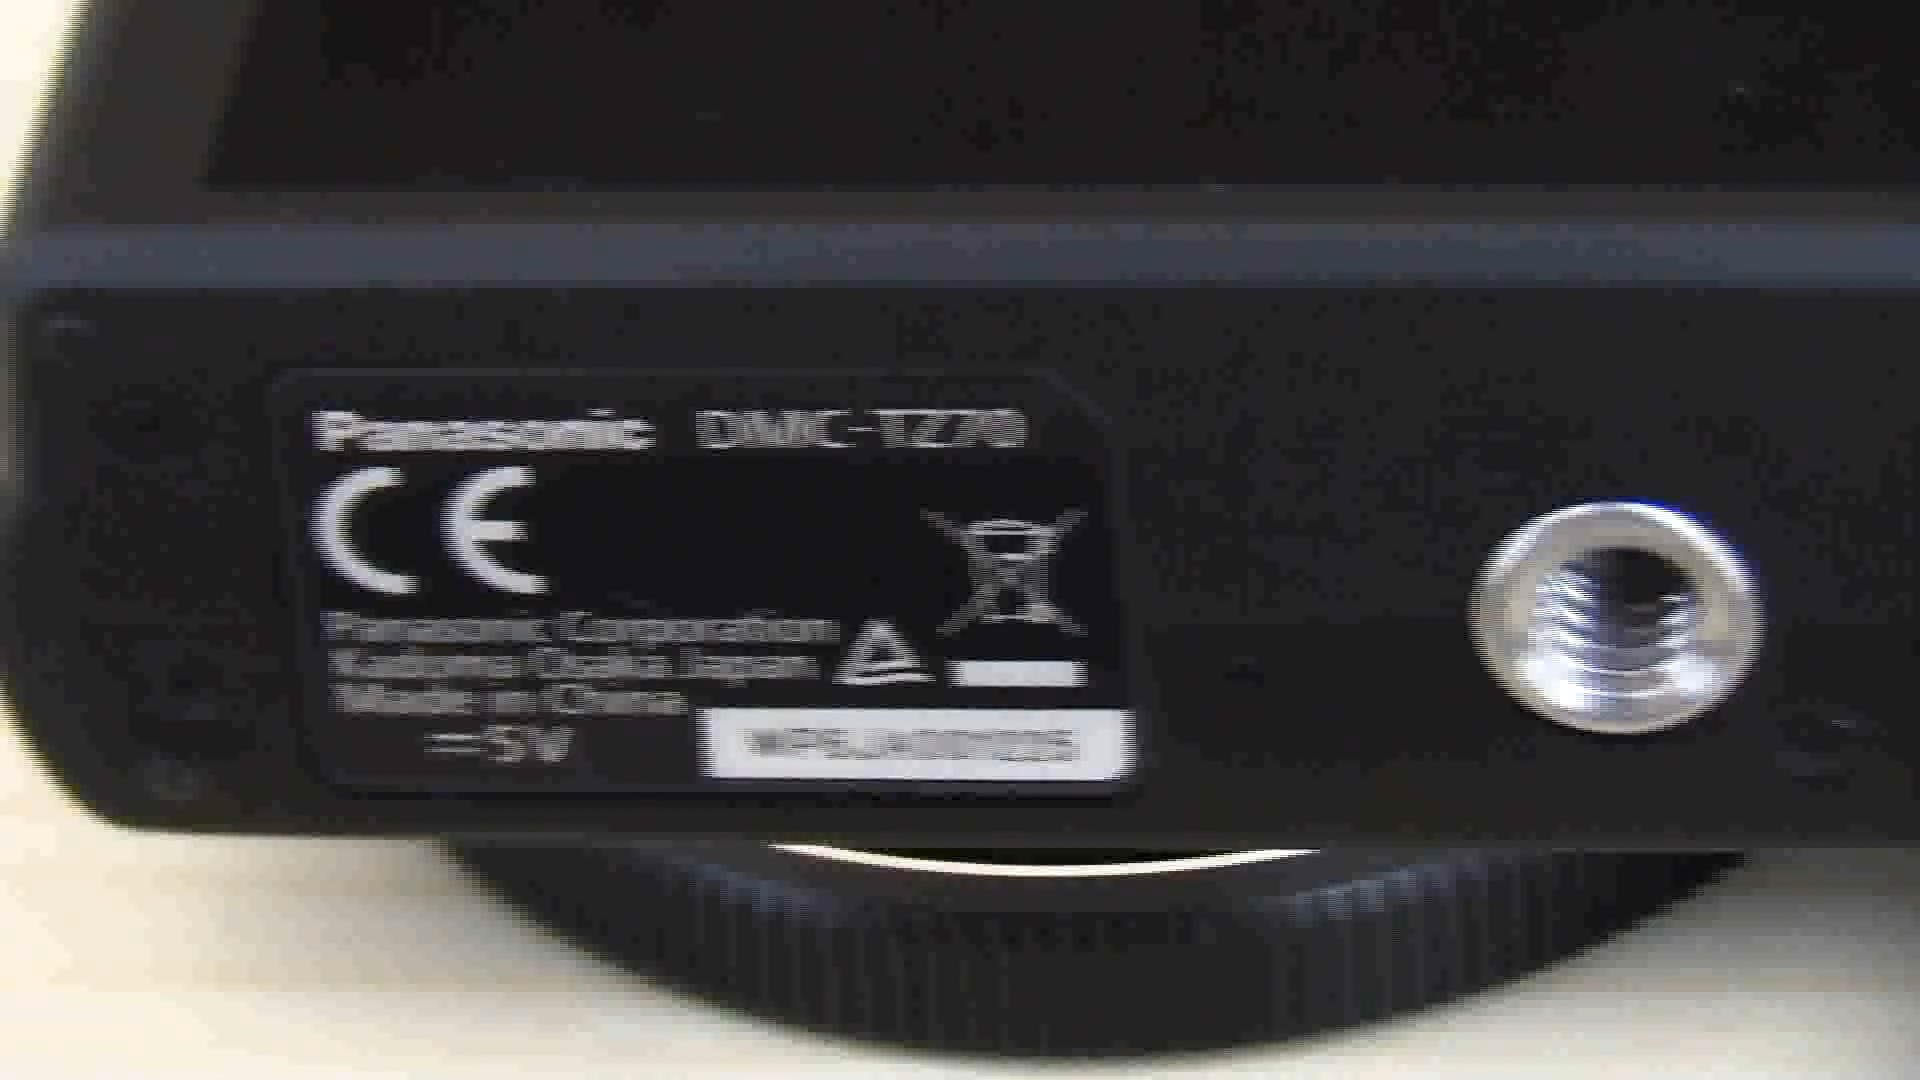 Panasonic DMC-TZ70
CE
Panasonic Corporation
Kadoma Osaka Japan
Made in China
⎓5V